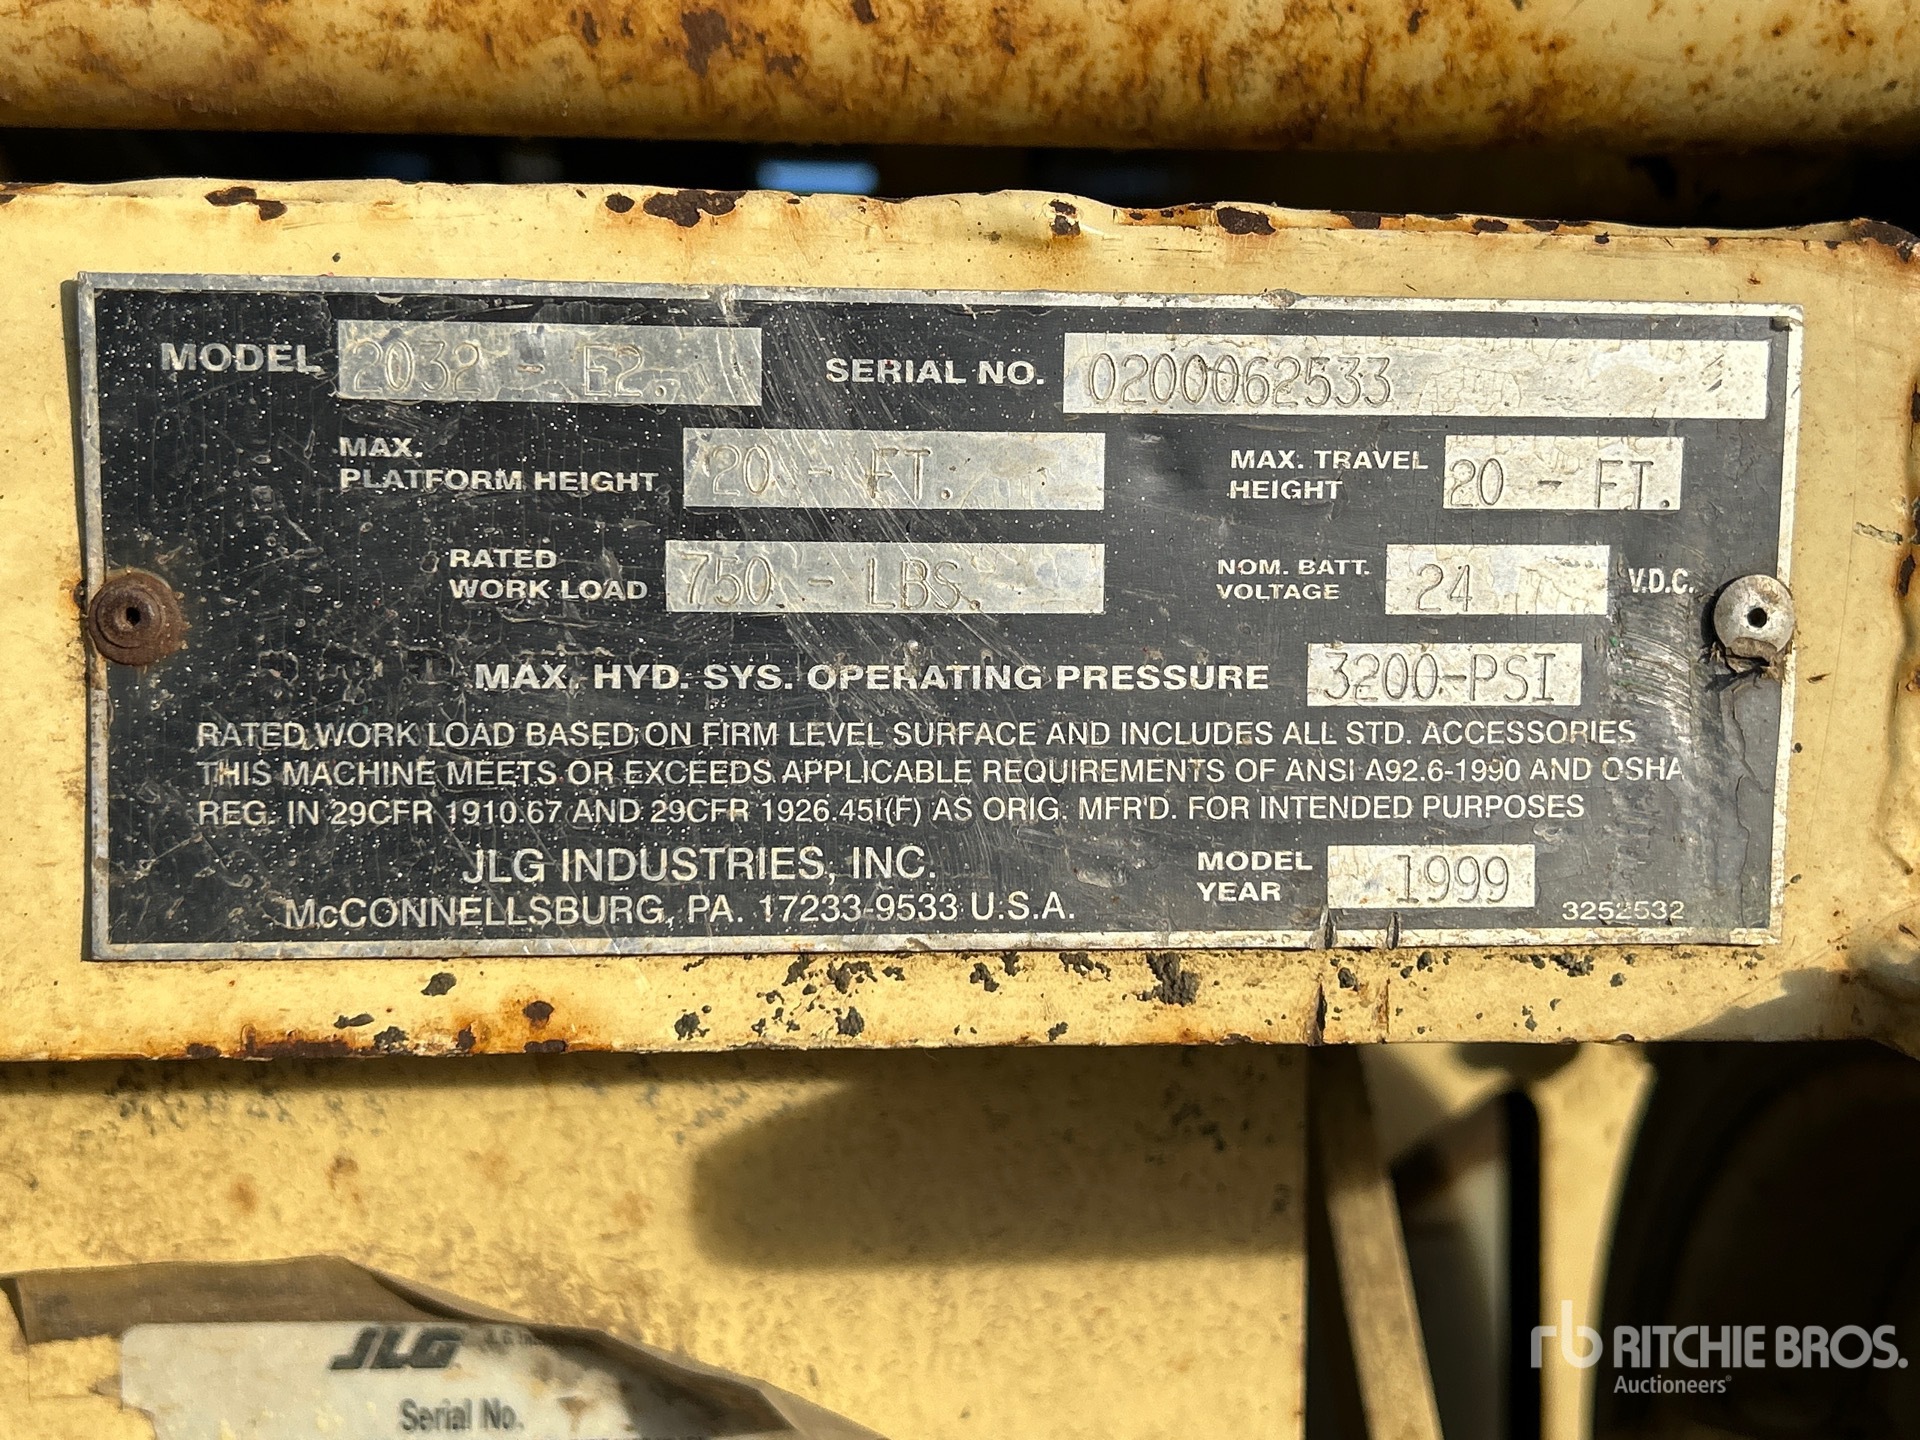 MODEL 2032 - E2. SERIAL NO. 0200062533
MAX. PLATFORM HEIGHT 20 - FT. MAX. TRAVEL HEIGHT 20 - FT.
RATED WORK LOAD 750 - LBS. NOM. BATT. VOLTAGE 24 V.D.C.
MAX. HYD. SYS. OPERATING PRESSURE 3200-PSI
RATED WORK LOAD BASED ON FIRM LEVEL SURFACE AND INCLUDES ALL STD. ACCESSORIES
THIS MACHINE MEETS OR EXCEEDS APPLICABLE REQUIREMENTS OF ANSI A92.6-1990 AND OSHA
REG. IN 29CFR 1910.67 AND 29CFR 1926.451(F) AS ORIG. MFR'D. FOR INTENDED PURPOSES
JLG INDUSTRIES, INC. MODEL YEAR 1999
McCONNELLSBURG, PA. 17233-9533 U.S.A. 3252532
JLG
Serial No.
rb RITCHIE BROS.
Auctioneers